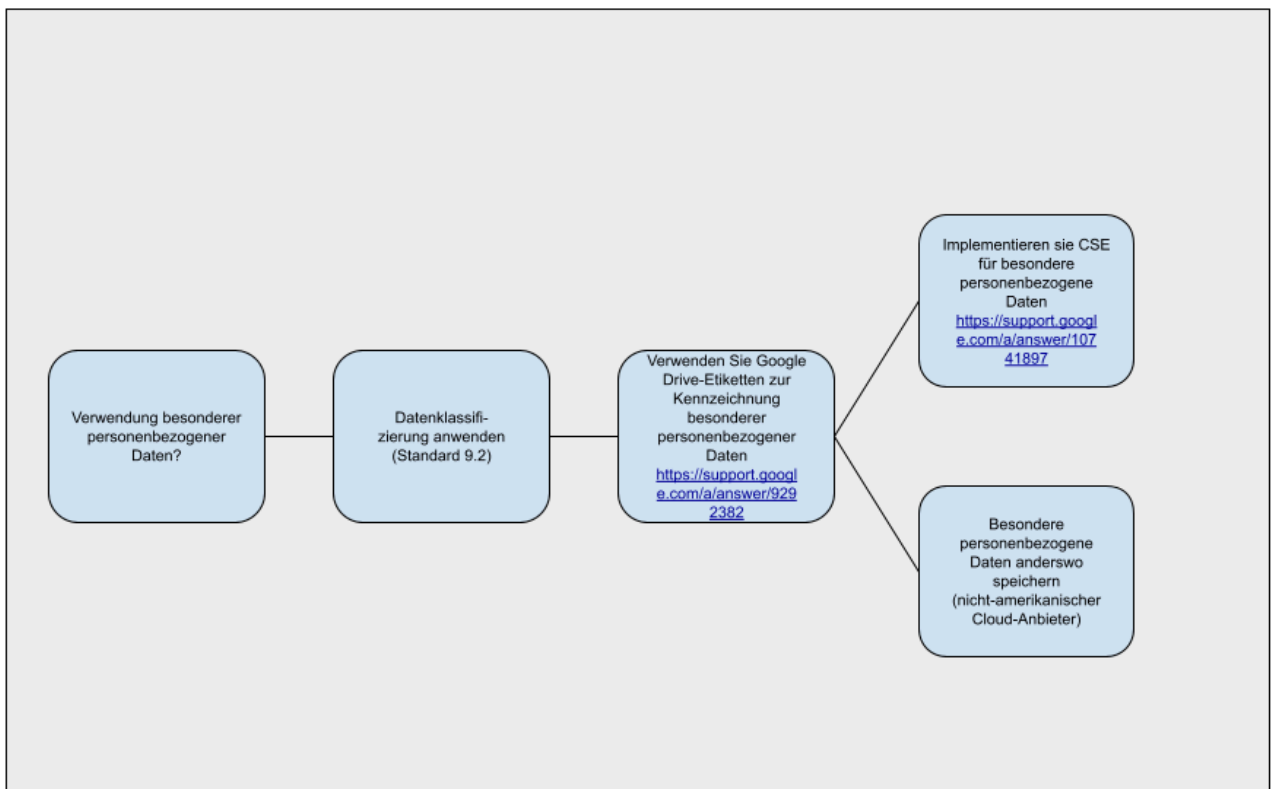 Verwendung besonderer
personenbezogener
Daten?
Datenklassifi-
zierung anwenden
(Standard 9.2)
Verwenden Sie Google
Drive-Etiketten zur
Kennzeichnung
besonderer
personenbezogener
Daten
https://support.googl
e.com/a/answer/929
2382
Implementieren sie CSE
für besondere
personenbezogene
Daten
https://support.googl
e.com/a/answer/107
41897
Besondere
personenbezogene
Daten anderswo
speichern
(nicht-amerikanischer
Cloud-Anbieter)